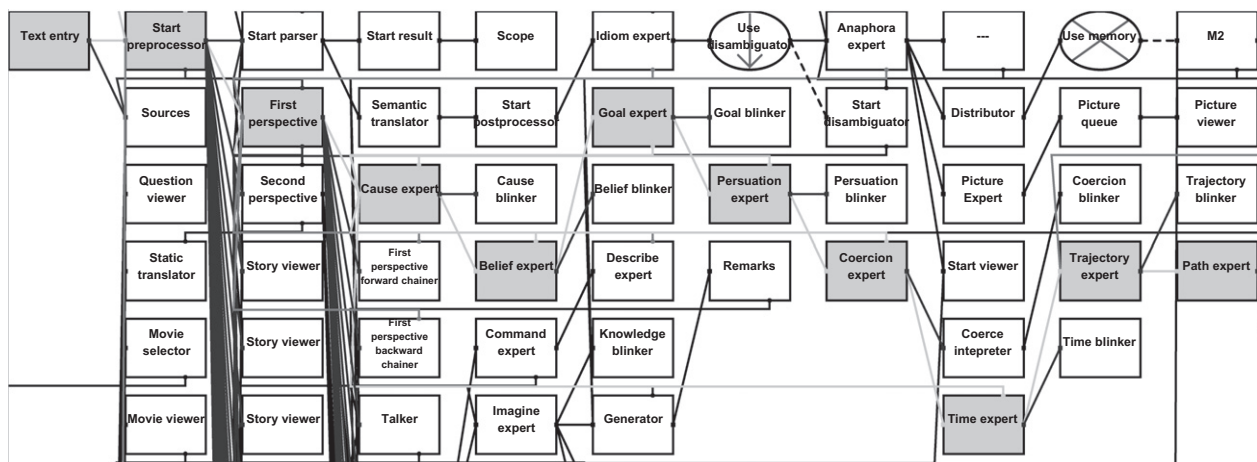 Text entry
Start
preprocessor
Start parser
Start result
Scope
Idiom expert
Use
disambiguator
Anaphora
expert
---
Use memory
M2
Sources
First
perspective
Semantic
translator
Start
postprocessor
Goal expert
Goal blinker
Start
disambiguator
Distributor
Picture
queue
Picture
viewer
Question
viewer
Second
perspective
Cause expert
Cause
blinker
Belief blinker
Persuation
expert
Persuation
blinker
Picture
Expert
Coercion
blinker
Trajectory
blinker
Static
translator
Story viewer
First
perspective
forward chainer
Belief expert
Describe
expert
Remarks
Coercion
expert
Start viewer
Trajectory
expert
Path expert
Movie
selector
Story viewer
First
perspective
backward
chainer
Command
expert
Knowledge
blinker
Coerce
intepreter
Time blinker
Movie viewer
Story viewer
Talker
Imagine
expert
Generator
Time expert